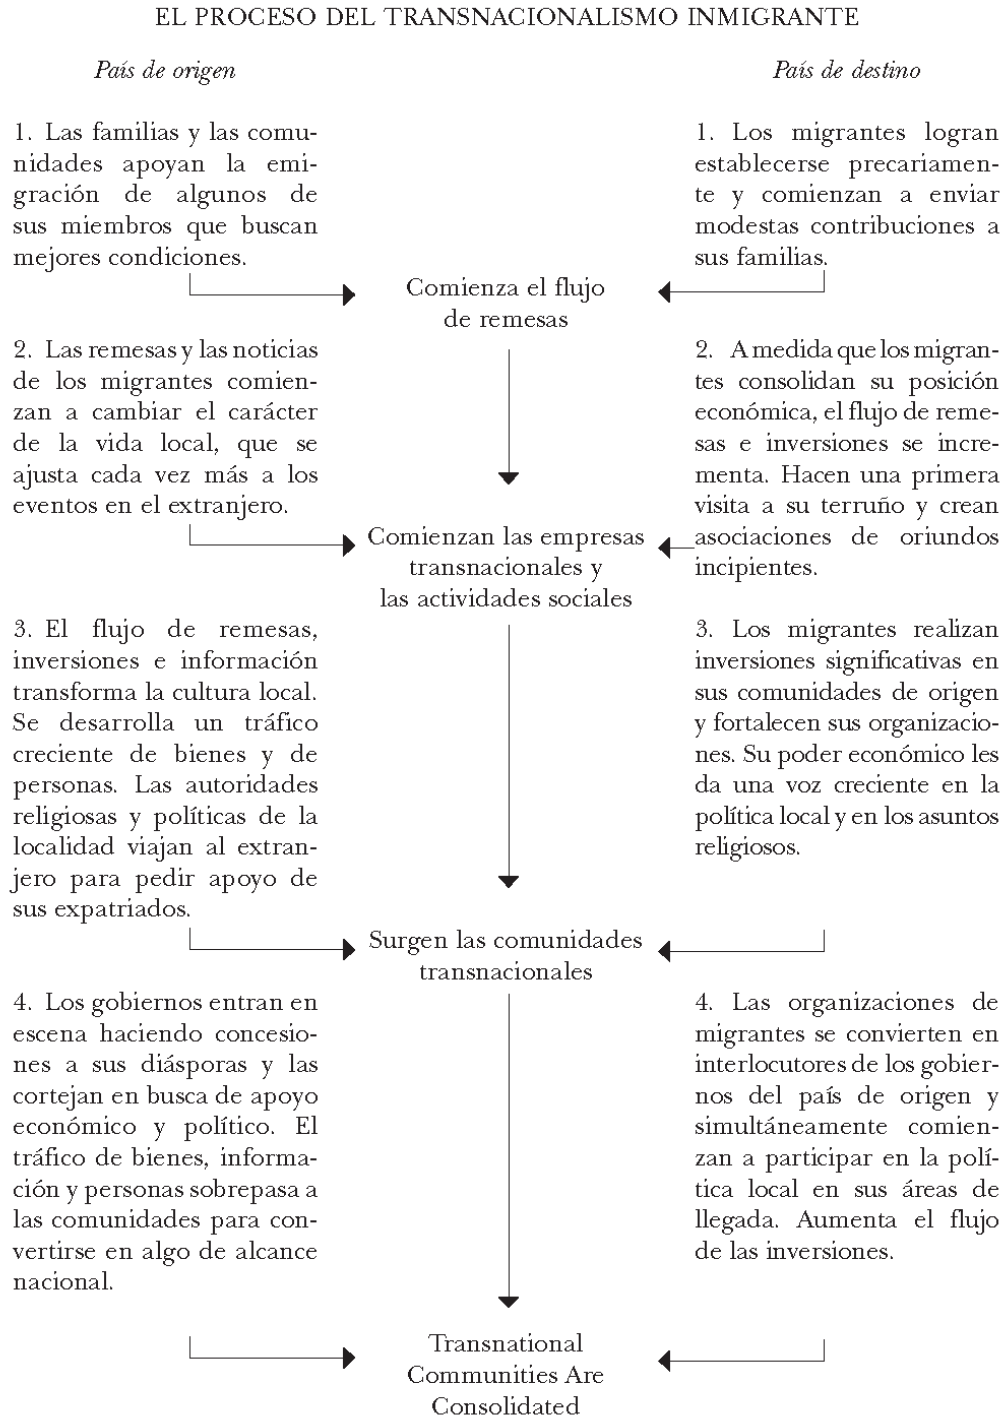 EL PROCESO DEL TRANSNACIONALISMO INMIGRANTE
País de origen
País de destino
1. Las familias y las comu-
nidades apoyan la emi-
gración de algunos de
sus miembros que buscan
mejores condiciones.
1. Los migrantes logran
establecerse precariamen-
te y comienzan a enviar
modestas contribuciones a
sus familias.
Comienza el flujo
de remesas
2. Las remesas y las noticias
de los migrantes comien-
zan a cambiar el carácter
de la vida local, que se
ajusta cada vez más a los
eventos en el extranjero.
2. A medida que los migran-
tes consolidan su posición
económica, el flujo de reme-
sas e inversiones se incre-
menta. Hacen una primera
visita a su terruño y crean
asociaciones de oriundos
incipientes.
Comienzan las empresas
transnacionales y
las actividades sociales
3. El flujo de remesas,
inversiones e información
transforma la cultura local.
Se desarrolla un tráfico
creciente de bienes y de
personas. Las autoridades
religiosas y políticas de la
localidad viajan al extran-
jero para pedir apoyo de
sus expatriados.
3. Los migrantes realizan
inversiones significativas en
sus comunidades de origen
y fortalecen sus organizacio-
nes. Su poder económico les
da una voz creciente en la
política local y en los asuntos
religiosos.
Surgen las comunidades
transnacionales
4. Los gobiernos entran en
escena haciendo concesio-
nes a sus diásporas y las
cortejan en busca de apoyo
económico y político. El
tráfico de bienes, informa-
ción y personas sobrepasa a
las comunidades para con-
vertirse en algo de alcance
nacional.
4. Las organizaciones de
migrantes se convierten en
interlocutores de los gobier-
nos del país de origen y
simultáneamente comien-
zan a participar en la polí-
tica local en sus áreas de
llegada. Aumenta el flujo
de las inversiones.
Transnational
Communities Are
Consolidated